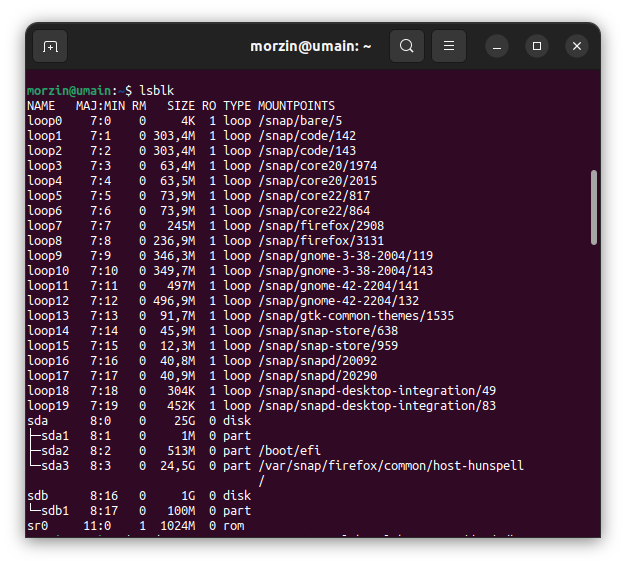 morzin@umain: ~
morzin@umain:~$ lsblk
NAME   MAJ:MIN RM   SIZE RO TYPE MOUNTPOINTS
loop0    7:0    0     4K  1 loop /snap/bare/5
loop1    7:1    0 303,4M  1 loop /snap/code/142
loop2    7:2    0 303,4M  1 loop /snap/code/143
loop3    7:3    0  63,4M  1 loop /snap/core20/1974
loop4    7:4    0  63,5M  1 loop /snap/core20/2015
loop5    7:5    0  73,9M  1 loop /snap/core22/817
loop6    7:6    0  73,9M  1 loop /snap/core22/864
loop7    7:7    0   245M  1 loop /snap/firefox/2908
loop8    7:8    0 236,9M  1 loop /snap/firefox/3131
loop9    7:9    0 346,3M  1 loop /snap/gnome-3-38-2004/119
loop10   7:10   0 349,7M  1 loop /snap/gnome-3-38-2004/143
loop11   7:11   0   497M  1 loop /snap/gnome-42-2204/141
loop12   7:12   0 496,9M  1 loop /snap/gnome-42-2204/132
loop13   7:13   0  91,7M  1 loop /snap/gtk-common-themes/1535
loop14   7:14   0  45,9M  1 loop /snap/snap-store/638
loop15   7:15   0  12,3M  1 loop /snap/snap-store/959
loop16   7:16   0  40,8M  1 loop /snap/snapd/20092
loop17   7:17   0  40,9M  1 loop /snap/snapd/20290
loop18   7:18   0   304K  1 loop /snap/snapd-desktop-integration/49
loop19   7:19   0   452K  1 loop /snap/snapd-desktop-integration/83
sda      8:0    0    25G  0 disk
├─sda1   8:1    0     1M  0 part
├─sda2   8:2    0   513M  0 part /boot/efi
└─sda3   8:3    0  24,5G  0 part /var/snap/firefox/common/host-hunspell
/
sdb      8:16   0     1G  0 disk
└─sdb1   8:17   0   100M  0 part
sr0     11:0    1  1024M  0 rom